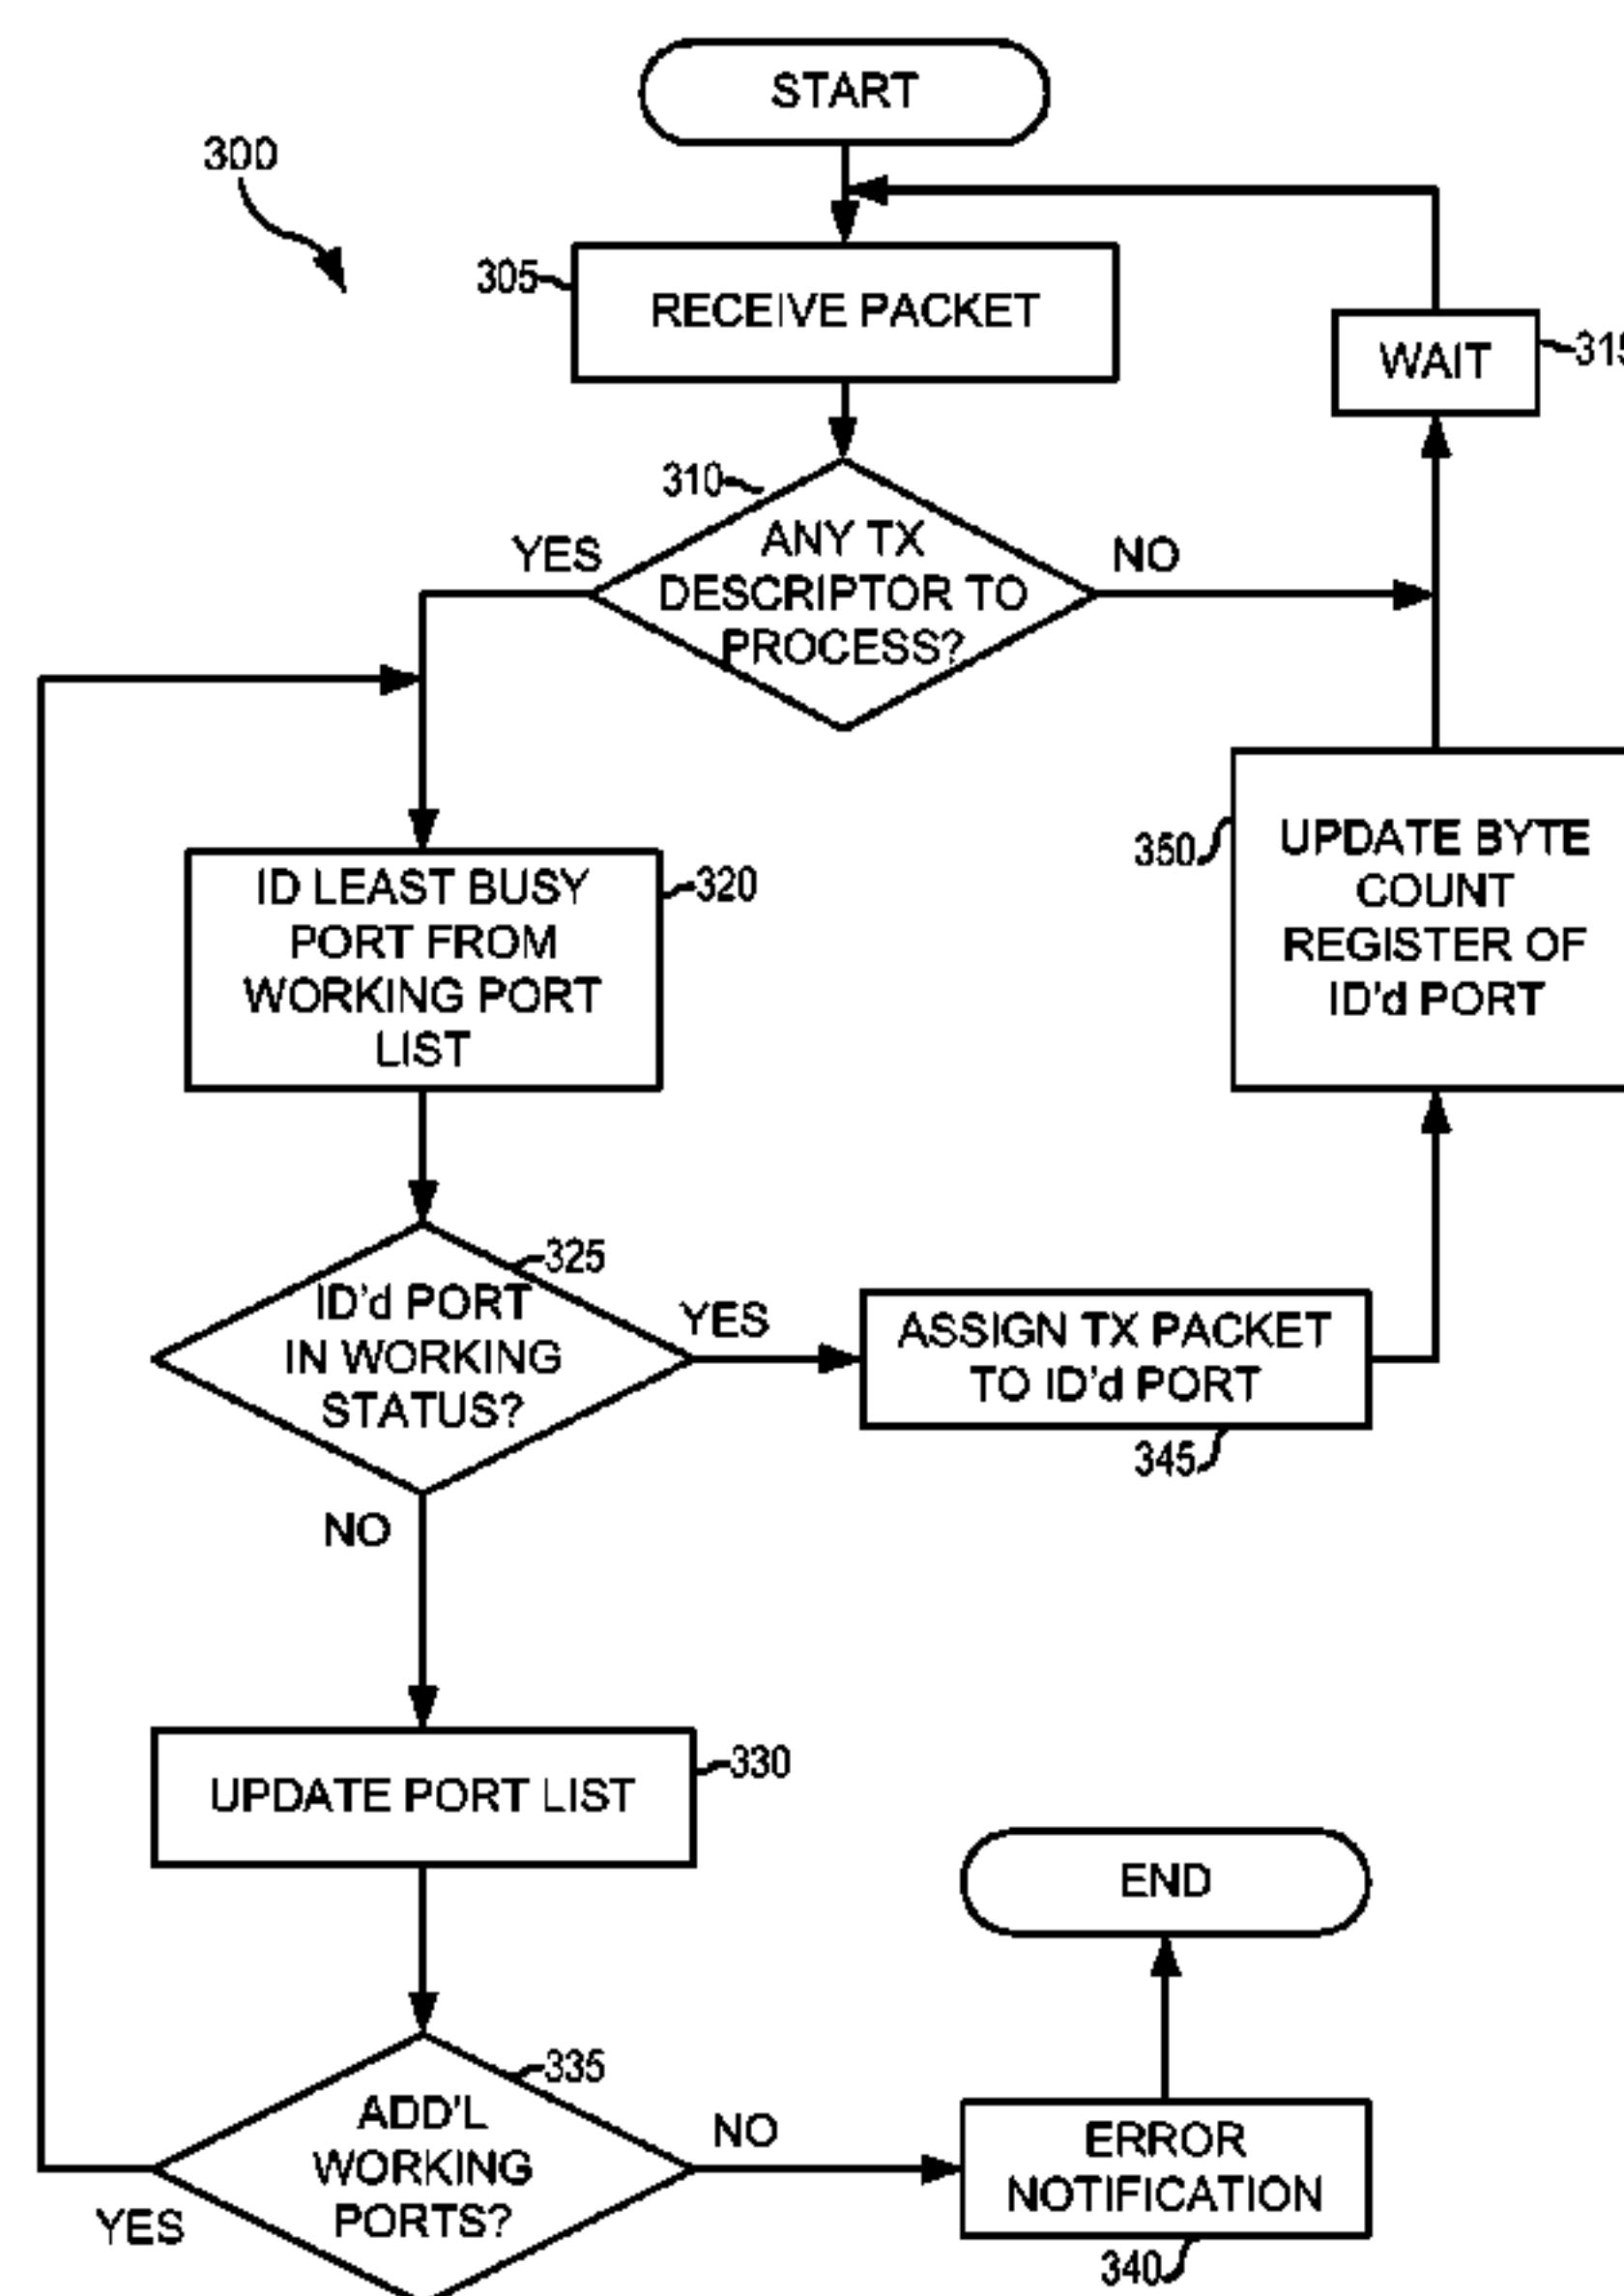 START
300
305
RECEIVE PACKET
WAIT
310
ANY TX
DESCRIPTOR TO
PROCESS?
YES
NO
ID LEAST BUSY
PORT FROM
WORKING PORT
LIST
320
350
UPDATE BYTE
COUNT
REGISTER OF
ID'd PORT
325
ID'd PORT
IN WORKING
STATUS?
YES
ASSIGN TX PACKET
TO ID'd PORT
345
NO
UPDATE PORT LIST
330
END
335
ADD'L
WORKING
PORTS?
NO
YES
ERROR
NOTIFICATION
340